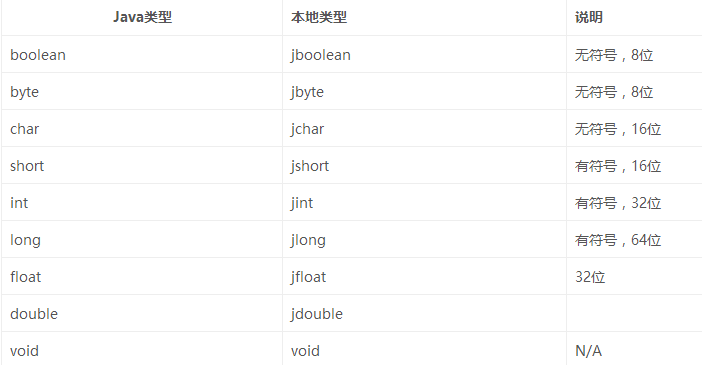 Java类型 本地类型 说明
boolean jboolean 无符号，8位
byte jbyte 无符号，8位
char jchar 无符号，16位
short jshort 有符号，16位
int jint 有符号，32位
long jlong 有符号，64位
float jfloat 32位
double jdouble
void void N/A